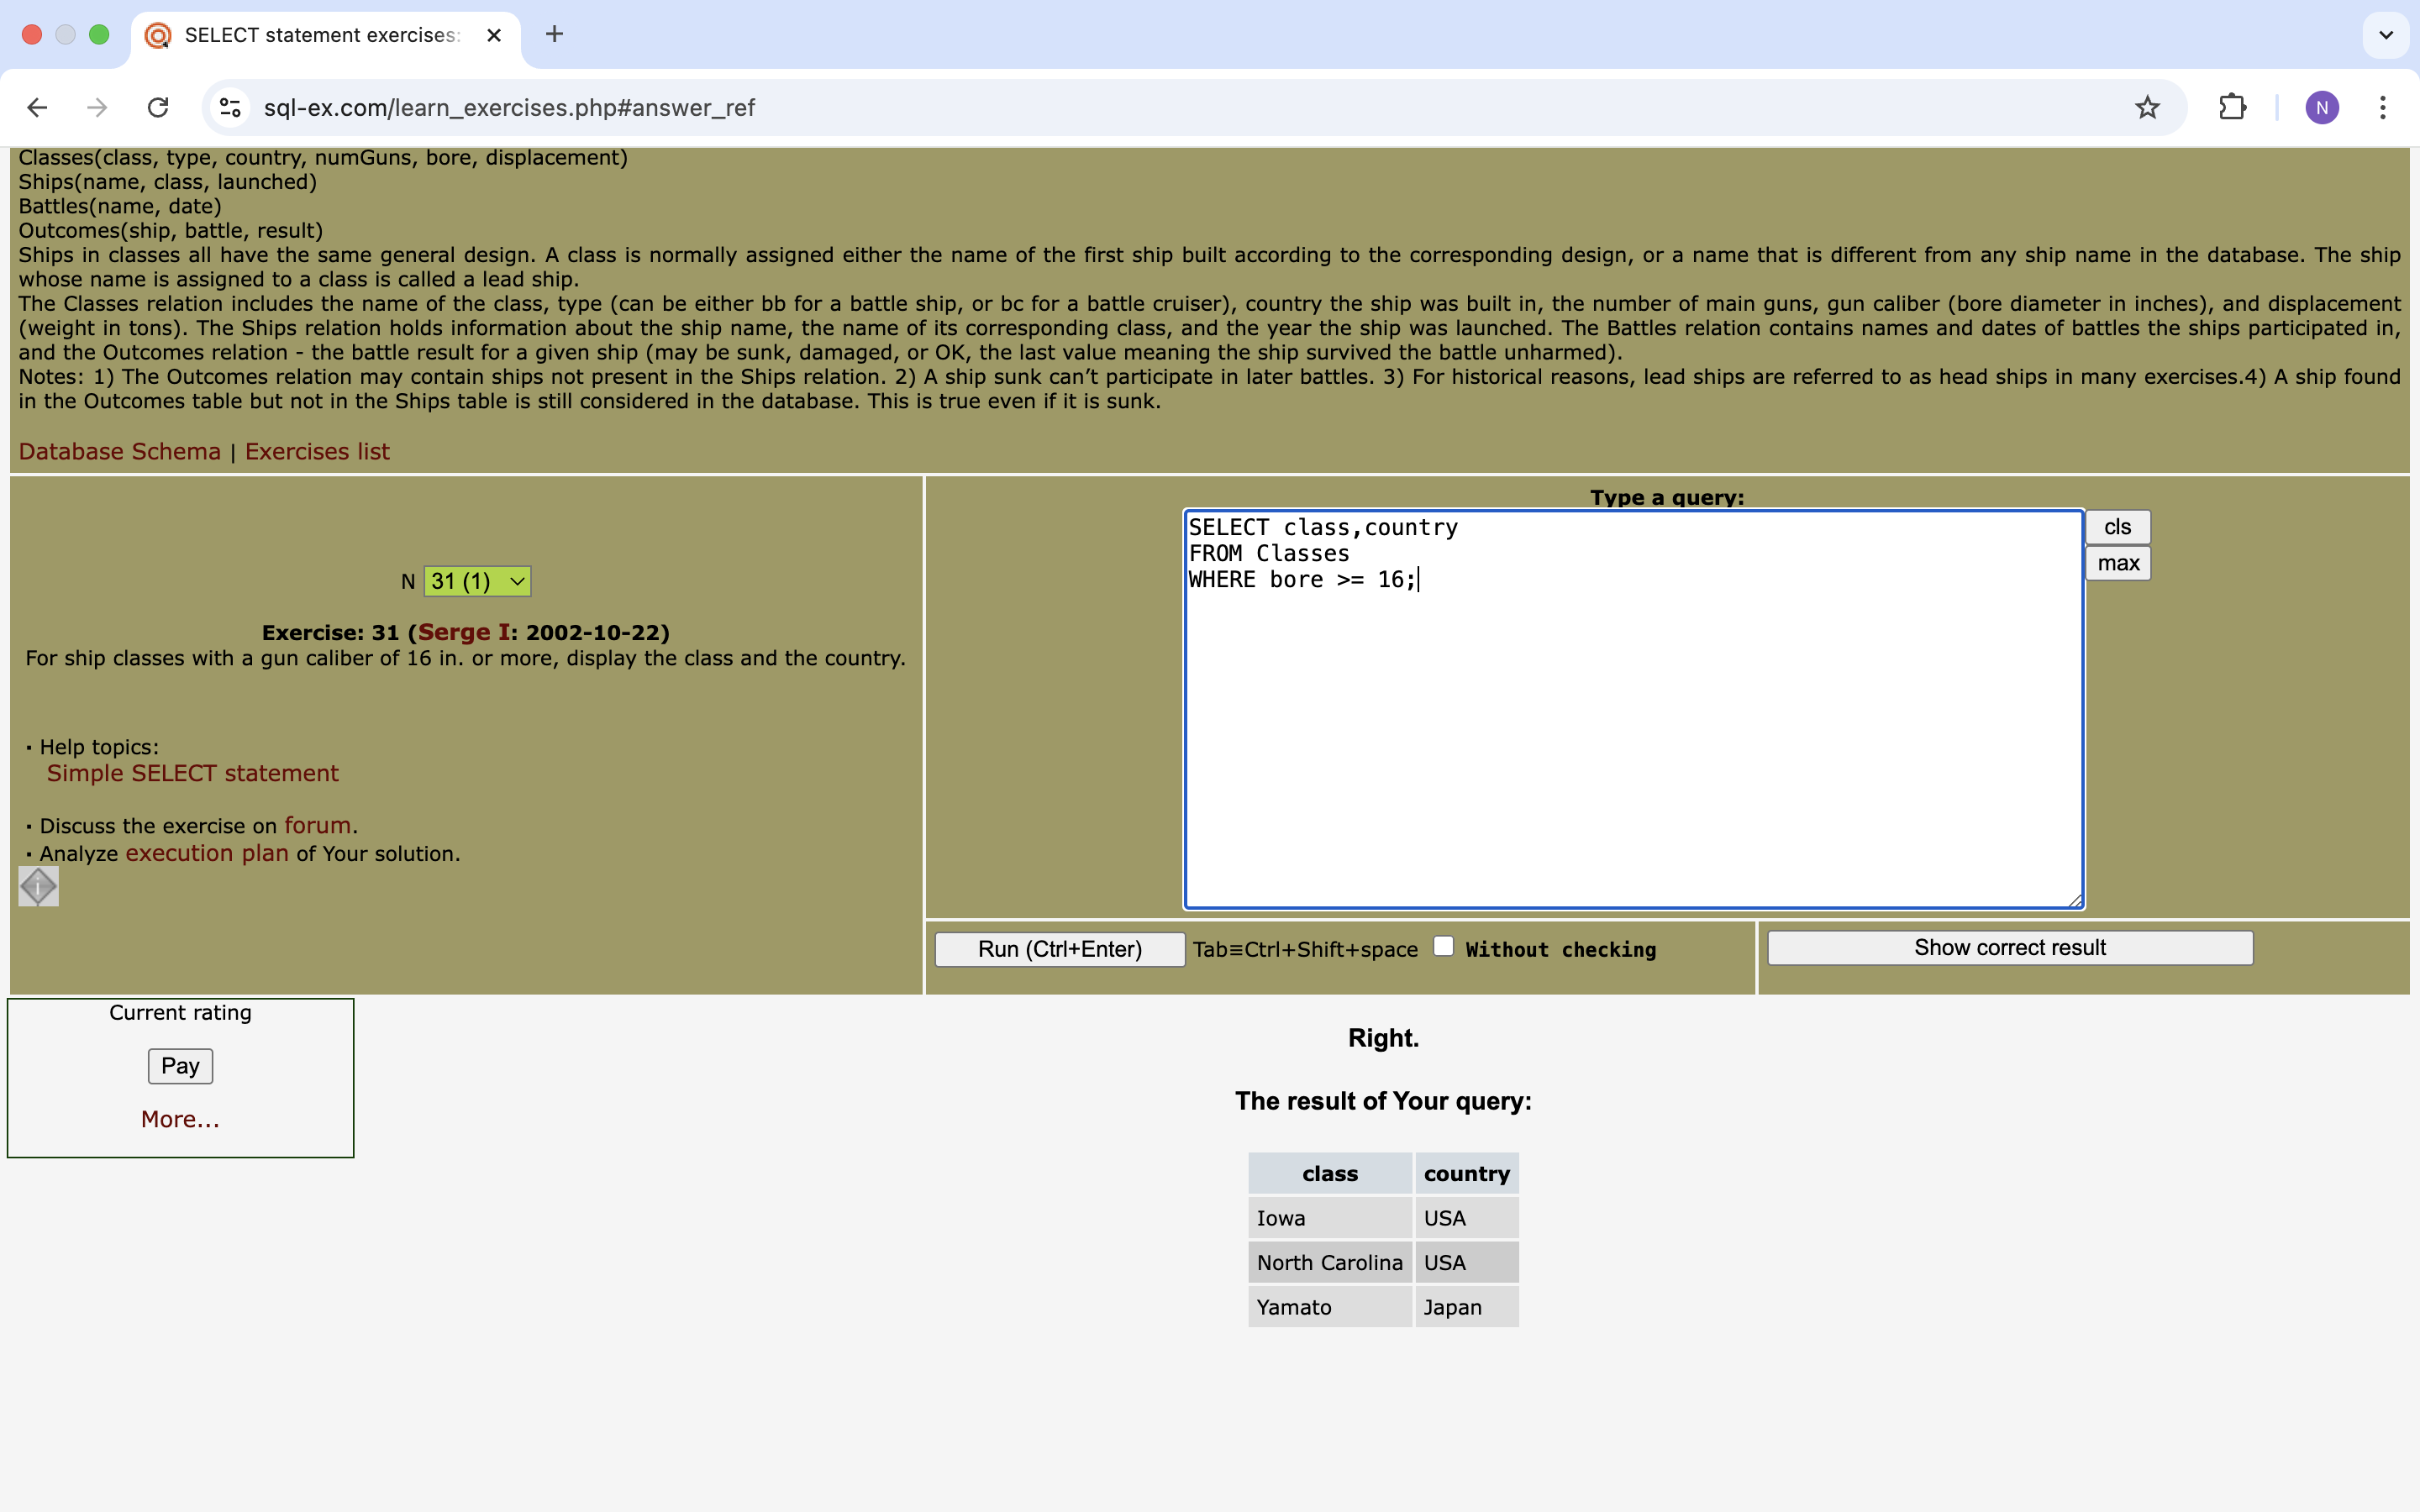 SELECT statement exercises:
sql-ex.com/learn_exercises.php#answer_ref
N
Classes(class, type, country, numGuns, bore, displacement)
Ships(name, class, launched)
Battles(name, date)
Outcomes(ship, battle, result)
Ships in classes all have the same general design. A class is normally assigned either the name of the first ship built according to the corresponding design, or a name that is different from any ship name in the database. The ship
whose name is assigned to a class is called a lead ship.
The Classes relation includes the name of the class, type (can be either bb for a battle ship, or bc for a battle cruiser), country the ship was built in, the number of main guns, gun caliber (bore diameter in inches), and displacement
(weight in tons). The Ships relation holds information about the ship name, the name of its corresponding class, and the year the ship was launched. The Battles relation contains names and dates of battles the ships participated in,
and the Outcomes relation - the battle result for a given ship (may be sunk, damaged, or OK, the last value meaning the ship survived the battle unharmed).
Notes: 1) The Outcomes relation may contain ships not present in the Ships relation. 2) A ship sunk can’t participate in later battles. 3) For historical reasons, lead ships are referred to as head ships in many exercises.4) A ship found
in the Outcomes table but not in the Ships table is still considered in the database. This is true even if it is sunk.
Database Schema | Exercises list
N 31 (1)
Exercise: 31 (Serge I: 2002-10-22)
For ship classes with a gun caliber of 16 in. or more, display the class and the country.
· Help topics:
Simple SELECT statement
· Discuss the exercise on forum.
· Analyze execution plan of Your solution.
Type a query:
SELECT class,country
FROM Classes
WHERE bore >= 16;
cls
max
Run (Ctrl+Enter) Tab≡Ctrl+Shift+space Without checking
Show correct result
Current rating
Pay
More...
Right.
The result of Your query:
class country
Iowa USA
North Carolina USA
Yamato Japan